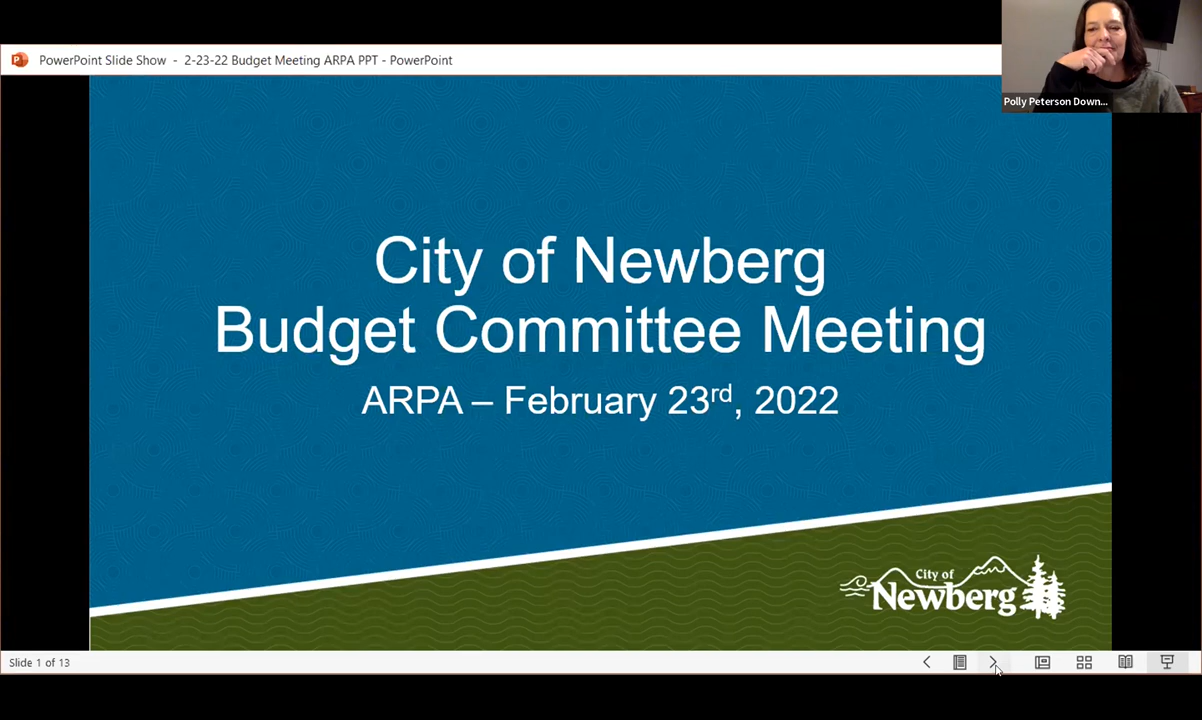 PowerPoint Slide Show - 2-23-22 Budget Meeting ARPA PPT - PowerPoint
Polly Peterson Down...
City of Newberg
Budget Committee Meeting
ARPA – February 23rd, 2022
City of
Newberg
Slide 1 of 13